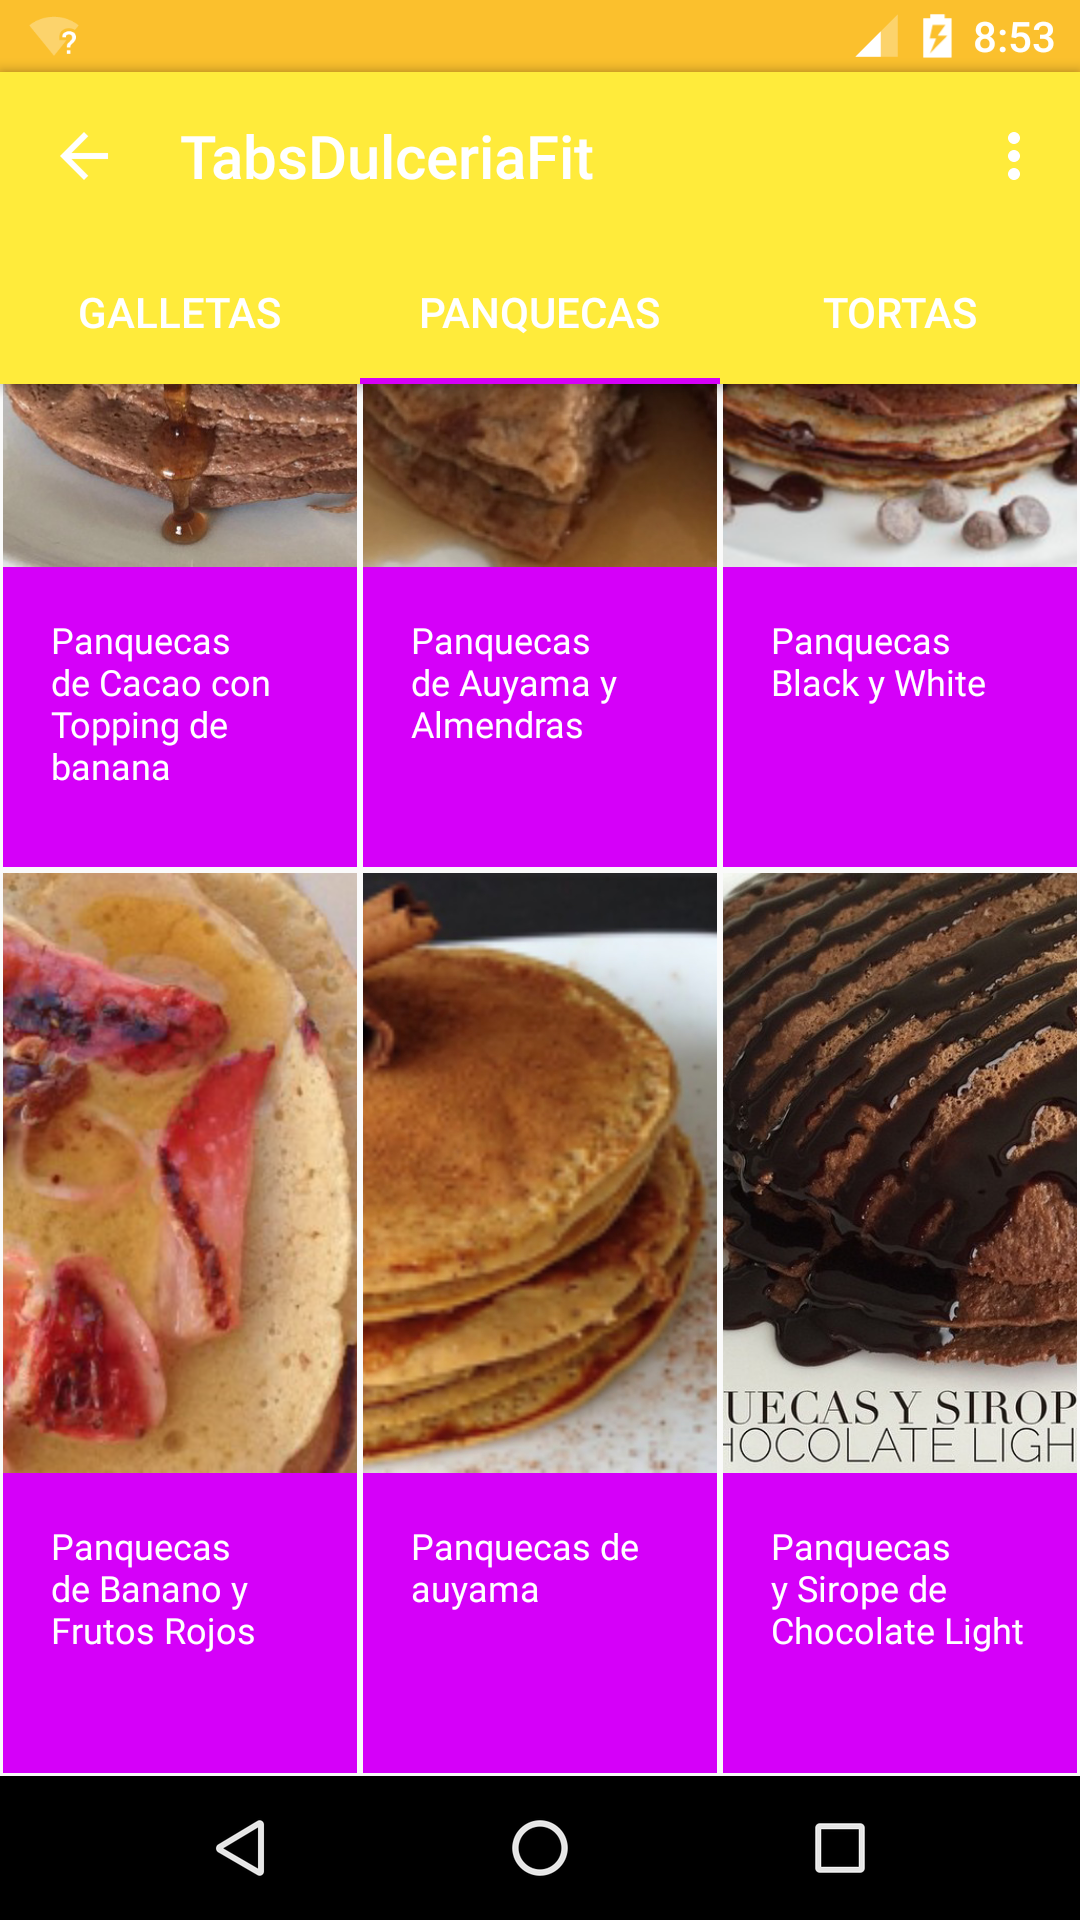 ?
8:53
TabsDulceriaFit
GALLETAS
PANQUECAS
TORTAS
Panquecas
de Cacao con
Topping de
banana
Panquecas
de Auyama y
Almendras
Panquecas
Black y White
UECAS Y SIROP
HOCOLATE LIGH
Panquecas
de Banano y
Frutos Rojos
Panquecas de
auyama
Panquecas
y Sirope de
Chocolate Light